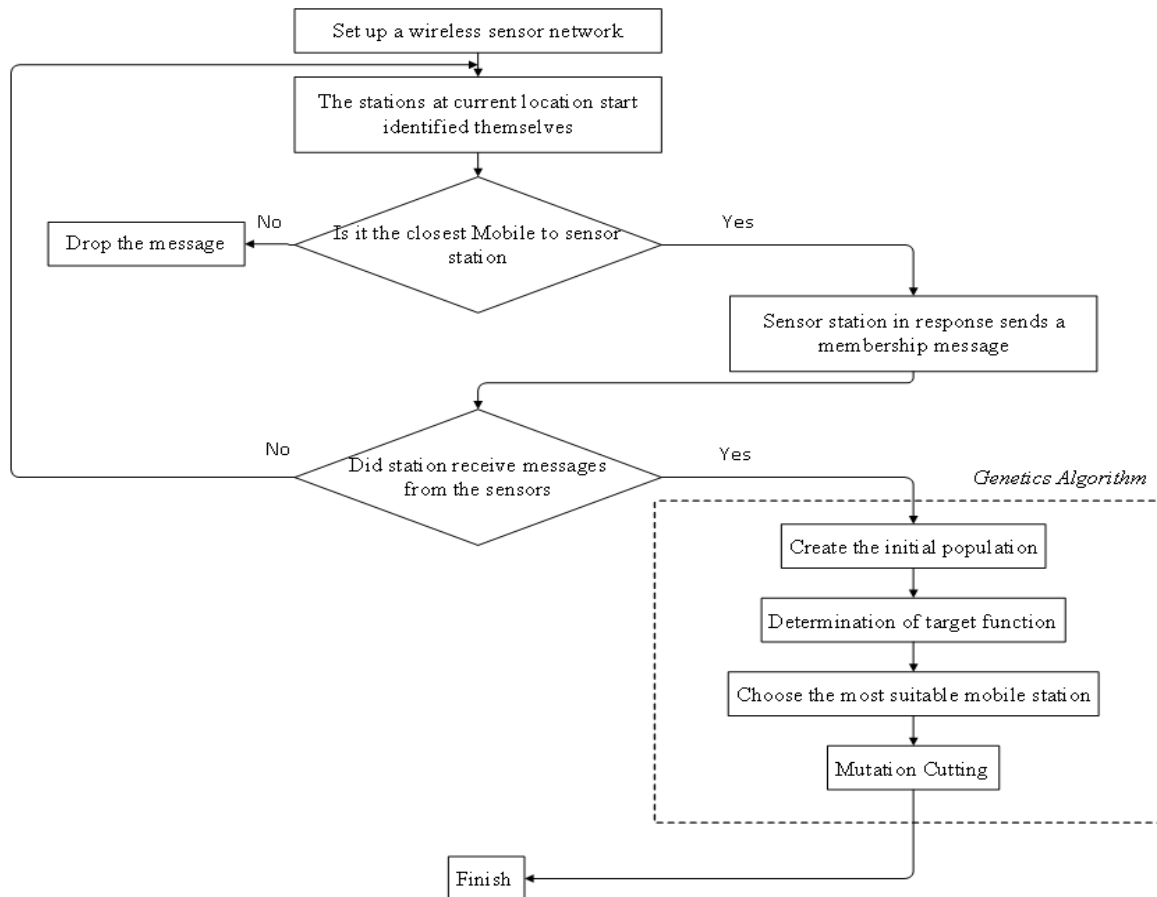 Set up a wireless sensor network
The stations at current location start
identified themselves
No
Yes
Drop the message
Is it the closest Mobile to sensor
station
Sensor station in response sends a
membership message
No
Yes
Did station receive messages
from the sensors
Genetics Algorithm
Create the initial population
Determination of target function
Choose the most suitable mobile station
Mutation Cutting
Finish